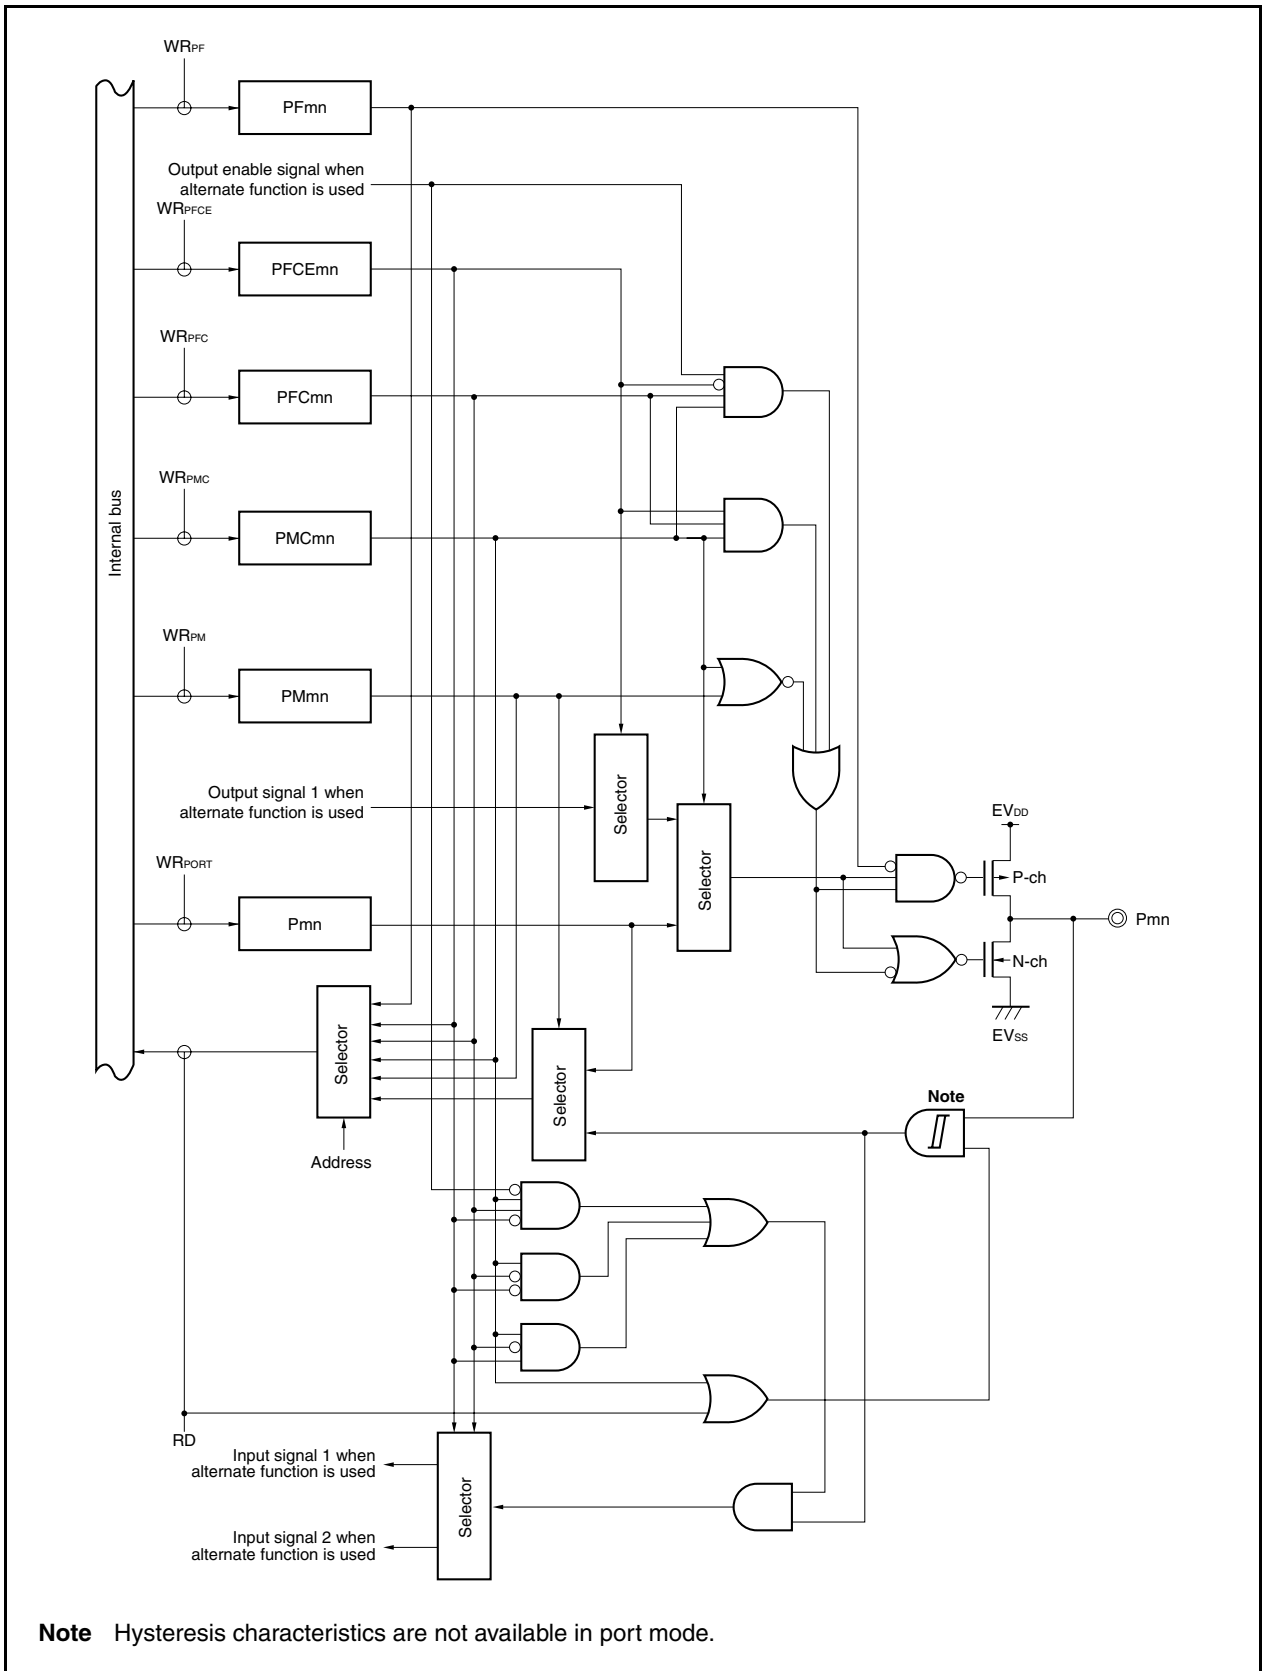 WRPF
PFmn
Output enable signal when
alternate function is used
WRPFCE
PFCEmn
WRPFC
PFCmn
WRPMC
PMCmn
Internal bus
WRPM
PMmn
Output signal 1 when
alternate function is used
Selector
Selector
WRPORT
Pmn
EVDD
P-ch
Pmn
N-ch
EVSS
Selector
Selector
Address
Note
RD
Input signal 1 when
alternate function is used
Selector
Input signal 2 when
alternate function is used
Note Hysteresis characteristics are not available in port mode.